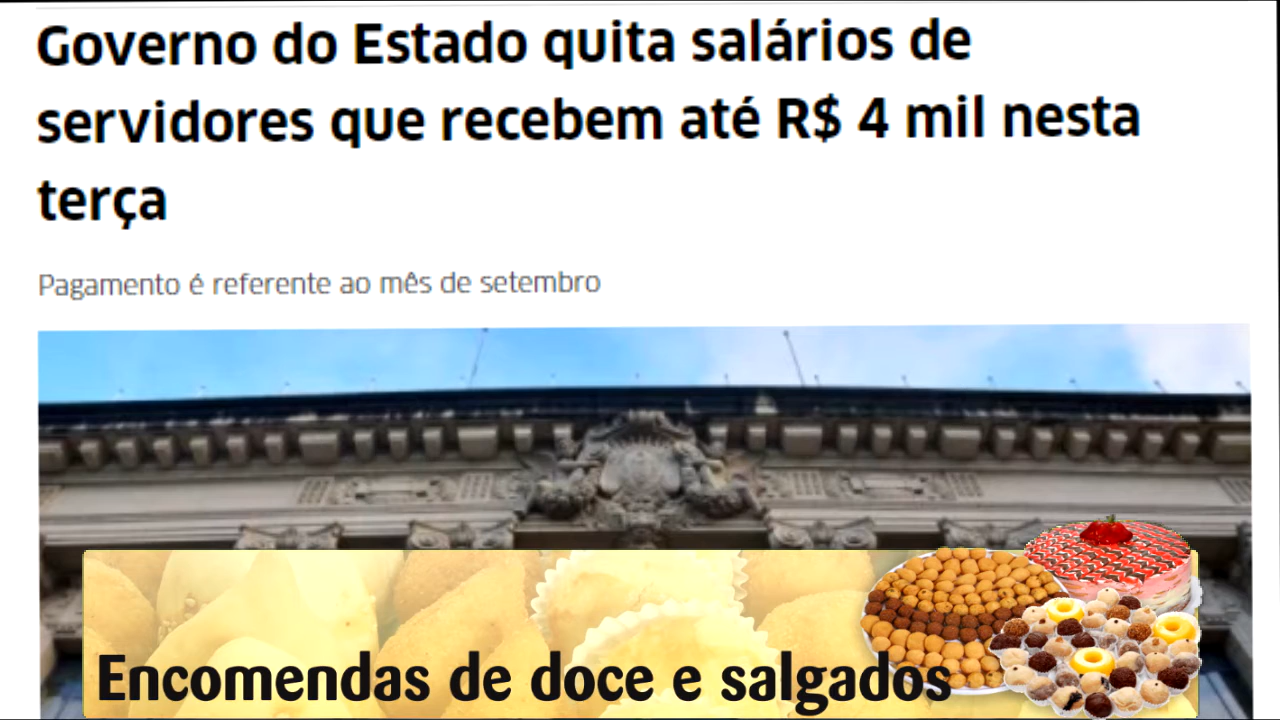 Governo do Estado quita salários de
servidores que recebem até R$ 4 mil nesta
terça
Pagamento é referente ao mês de setembro
Encomendas de doce e salgados